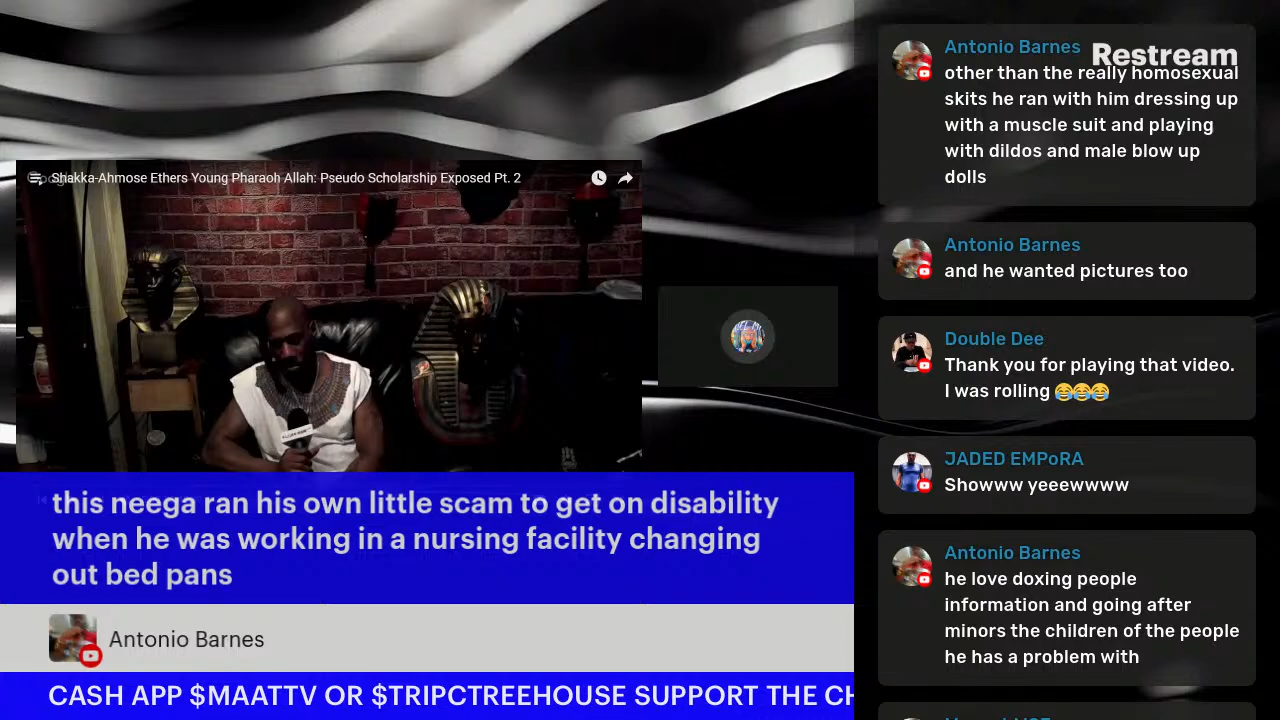 Shakka-Ahmose Ethers Young Pharaoh Allah: Pseudo Scholarship Exposed Pt. 2
this neega ran his own little scam to get on disability
when he was working in a nursing facility changing
out bed pans
Antonio Barnes
CASH APP $MAATTV OR $TRIPCTREEHOUSE SUPPORT THE CH
Restream
Antonio Barnes
other than the really homosexual
skits he ran with him dressing up
with a muscle suit and playing
with dildos and male blow up
dolls
Antonio Barnes
and he wanted pictures too
Double Dee
Thank you for playing that video.
I was rolling 😂😂😂
JADED EMPoRA
Showww yeeewwww
Antonio Barnes
he love doxing people
information and going after
minors the children of the people
he has a problem with